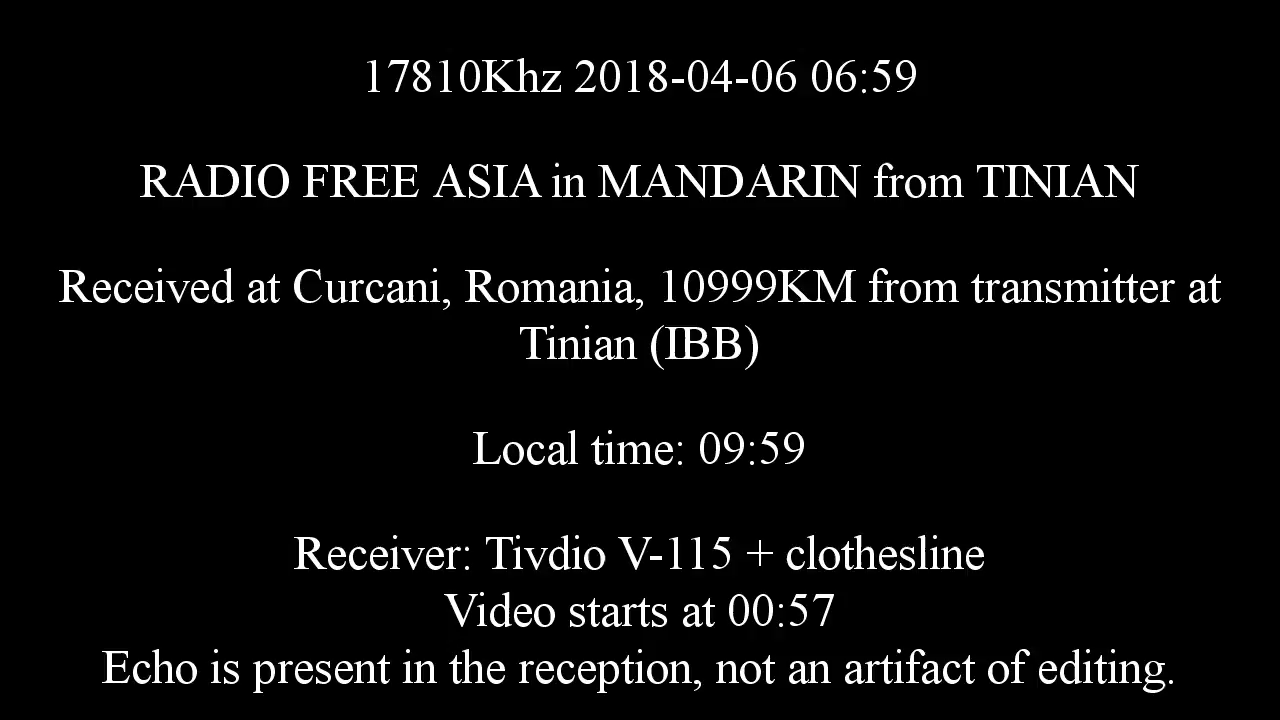 17810Khz 2018-04-06 06:59
RADIO FREE ASIA in MANDARIN from TINIAN
Received at Curcani, Romania, 10999KM from transmitter at
Tinian (IBB)
Local time: 09:59
Receiver: Tivdio V-115 + clothesline
Video starts at 00:57
Echo is present in the reception, not an artifact of editing.